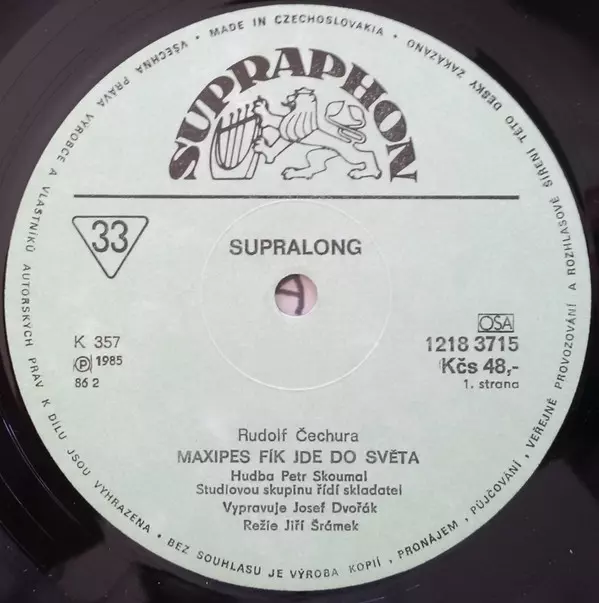 • MADE IN CZECHOSLOVAKIA •
VŠECHNA PRÁVA VÝROBCE A VLASTNÍKŮ AUTORSKÝCH PRÁV K DÍLU JSOU VYHRAZENA • BEZ SOUHLASU JE VÝROBA KOPIÍ, PRONÁJEM, PŮJČOVÁNÍ, VEŘEJNÉ PROVOZOVÁNÍ A ROZHLASOVÉ ŠÍŘENÍ TÉTO DESKY ZAKÁZÁNO
SUPRAPHON
33
SUPRALONG
K 357
Ⓟ 1985
86 2
OSA
1218 3715
Kčs 48,-
1. strana
Rudolf Čechura
MAXIPES FÍK JDE DO SVĚTA
Hudba Petr Skoumal
Studiovou skupinu řídí skladatel
Vypravuje Josef Dvořák
Režie Jiří Šrámek